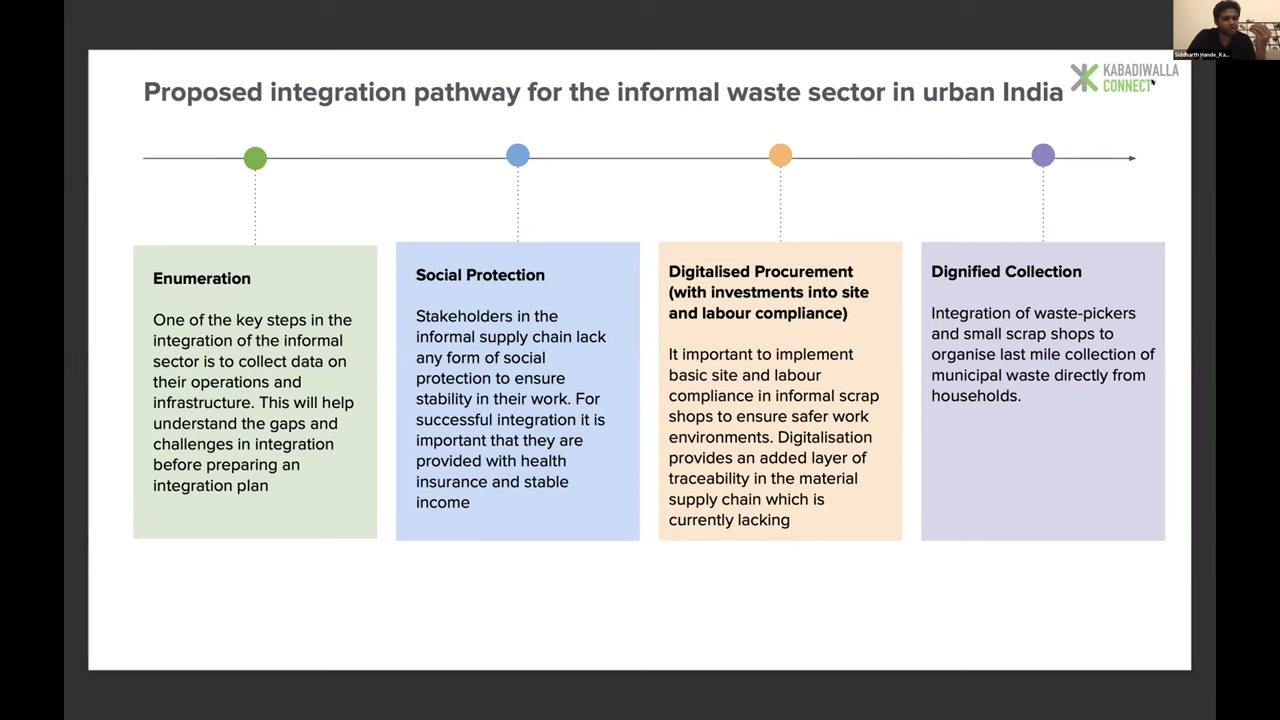 Siddharth Hande_Ka...
KABADIWALLA
CONNECT
Proposed integration pathway for the informal waste sector in urban India
Enumeration
One of the key steps in the
integration of the informal
sector is to collect data on
their operations and
infrastructure. This will help
understand the gaps and
challenges in integration
before preparing an
integration plan
Social Protection
Stakeholders in the
informal supply chain lack
any form of social
protection to ensure
stability in their work. For
successful integration it is
important that they are
provided with health
insurance and stable
income
Digitalised Procurement
(with investments into site
and labour compliance)
It important to implement
basic site and labour
compliance in informal scrap
shops to ensure safer work
environments. Digitalisation
provides an added layer of
traceability in the material
supply chain which is
currently lacking
Dignified Collection
Integration of waste-pickers
and small scrap shops to
organise last mile collection of
municipal waste directly from
households.